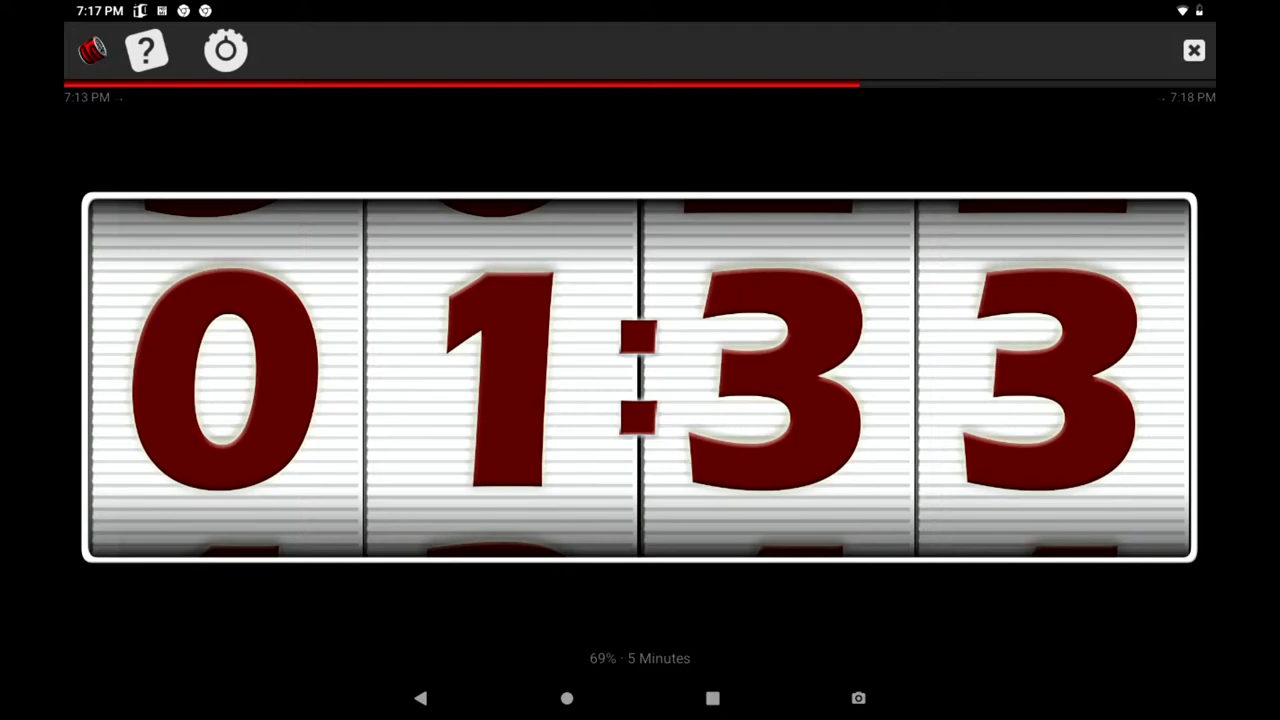 7:17 PM
?
7:13 PM →
→ 7:18 PM
01:33
69% · 5 Minutes